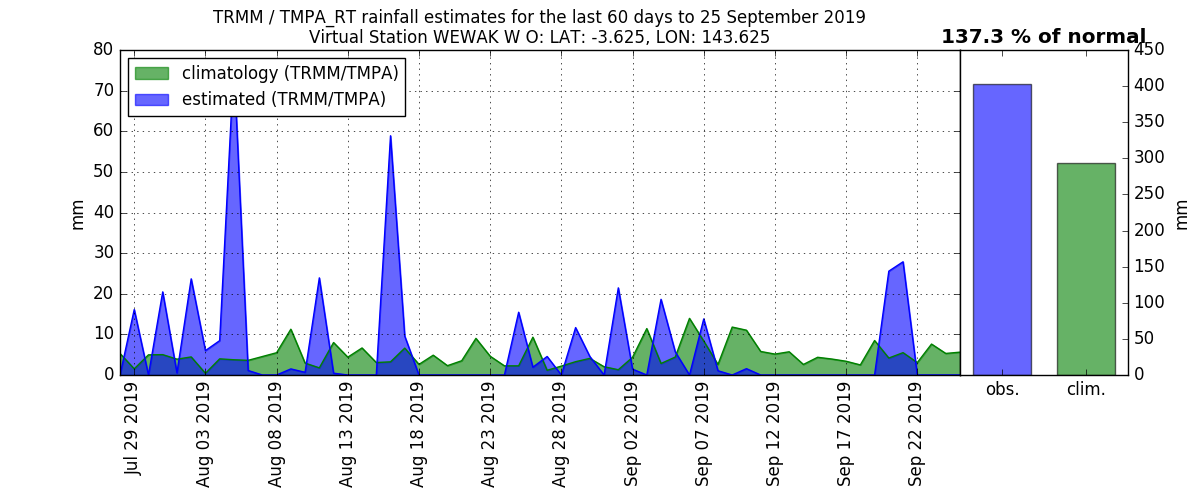 TRMM / TMPA_RT rainfall estimates for the last 60 days to 25 September 2019
Virtual Station WEWAK W O: LAT: -3.625, LON: 143.625
137.3 % of normal
climatology (TRMM/TMPA)
estimated (TRMM/TMPA)
mm
80
70
60
50
40
30
20
10
0
Jul 29 2019
Aug 03 2019
Aug 08 2019
Aug 13 2019
Aug 18 2019
Aug 23 2019
Aug 28 2019
Sep 02 2019
Sep 07 2019
Sep 12 2019
Sep 17 2019
Sep 22 2019
obs.
clim.
450
400
350
300
250
200
150
100
50
0
mm